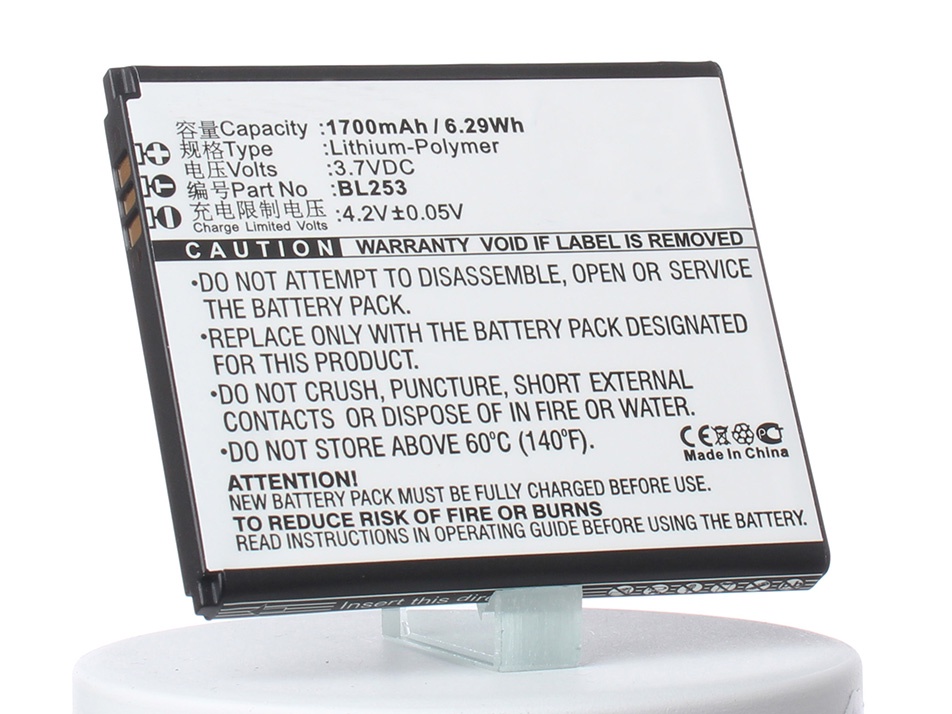 容量Capacity :1700mAh / 6.29Wh
规格Type :Lithium-Polymer
电压Volts :3.7VDC
编号Part No :BL253
充电限制电压 :4.2V±0.05V
Charge Limited Volts
CAUTION WARRANTY VOID IF LABEL IS REMOVED
•DO NOT ATTEMPT TO DISASSEMBLE, OPEN OR SERVICE
THE BATTERY PACK.
•REPLACE ONLY WITH THE BATTERY PACK DESIGNATED
FOR THIS PRODUCT.
•DO NOT CRUSH, PUNCTURE, SHORT EXTERNAL
CONTACTS OR DISPOSE OF IN FIRE OR WATER.
•DO NOT STORE ABOVE 60°C (140°F).
CE
Made In China
ATTENTION!
NEW BATTERY PACK MUST BE FULLY CHARGED BEFORE USE
TO REDUCE RISK OF FIRE OR BURNS
READ INSTRUCTIONS IN OPERATING GUIDE BEFORE INITIAL USE.
Insert this